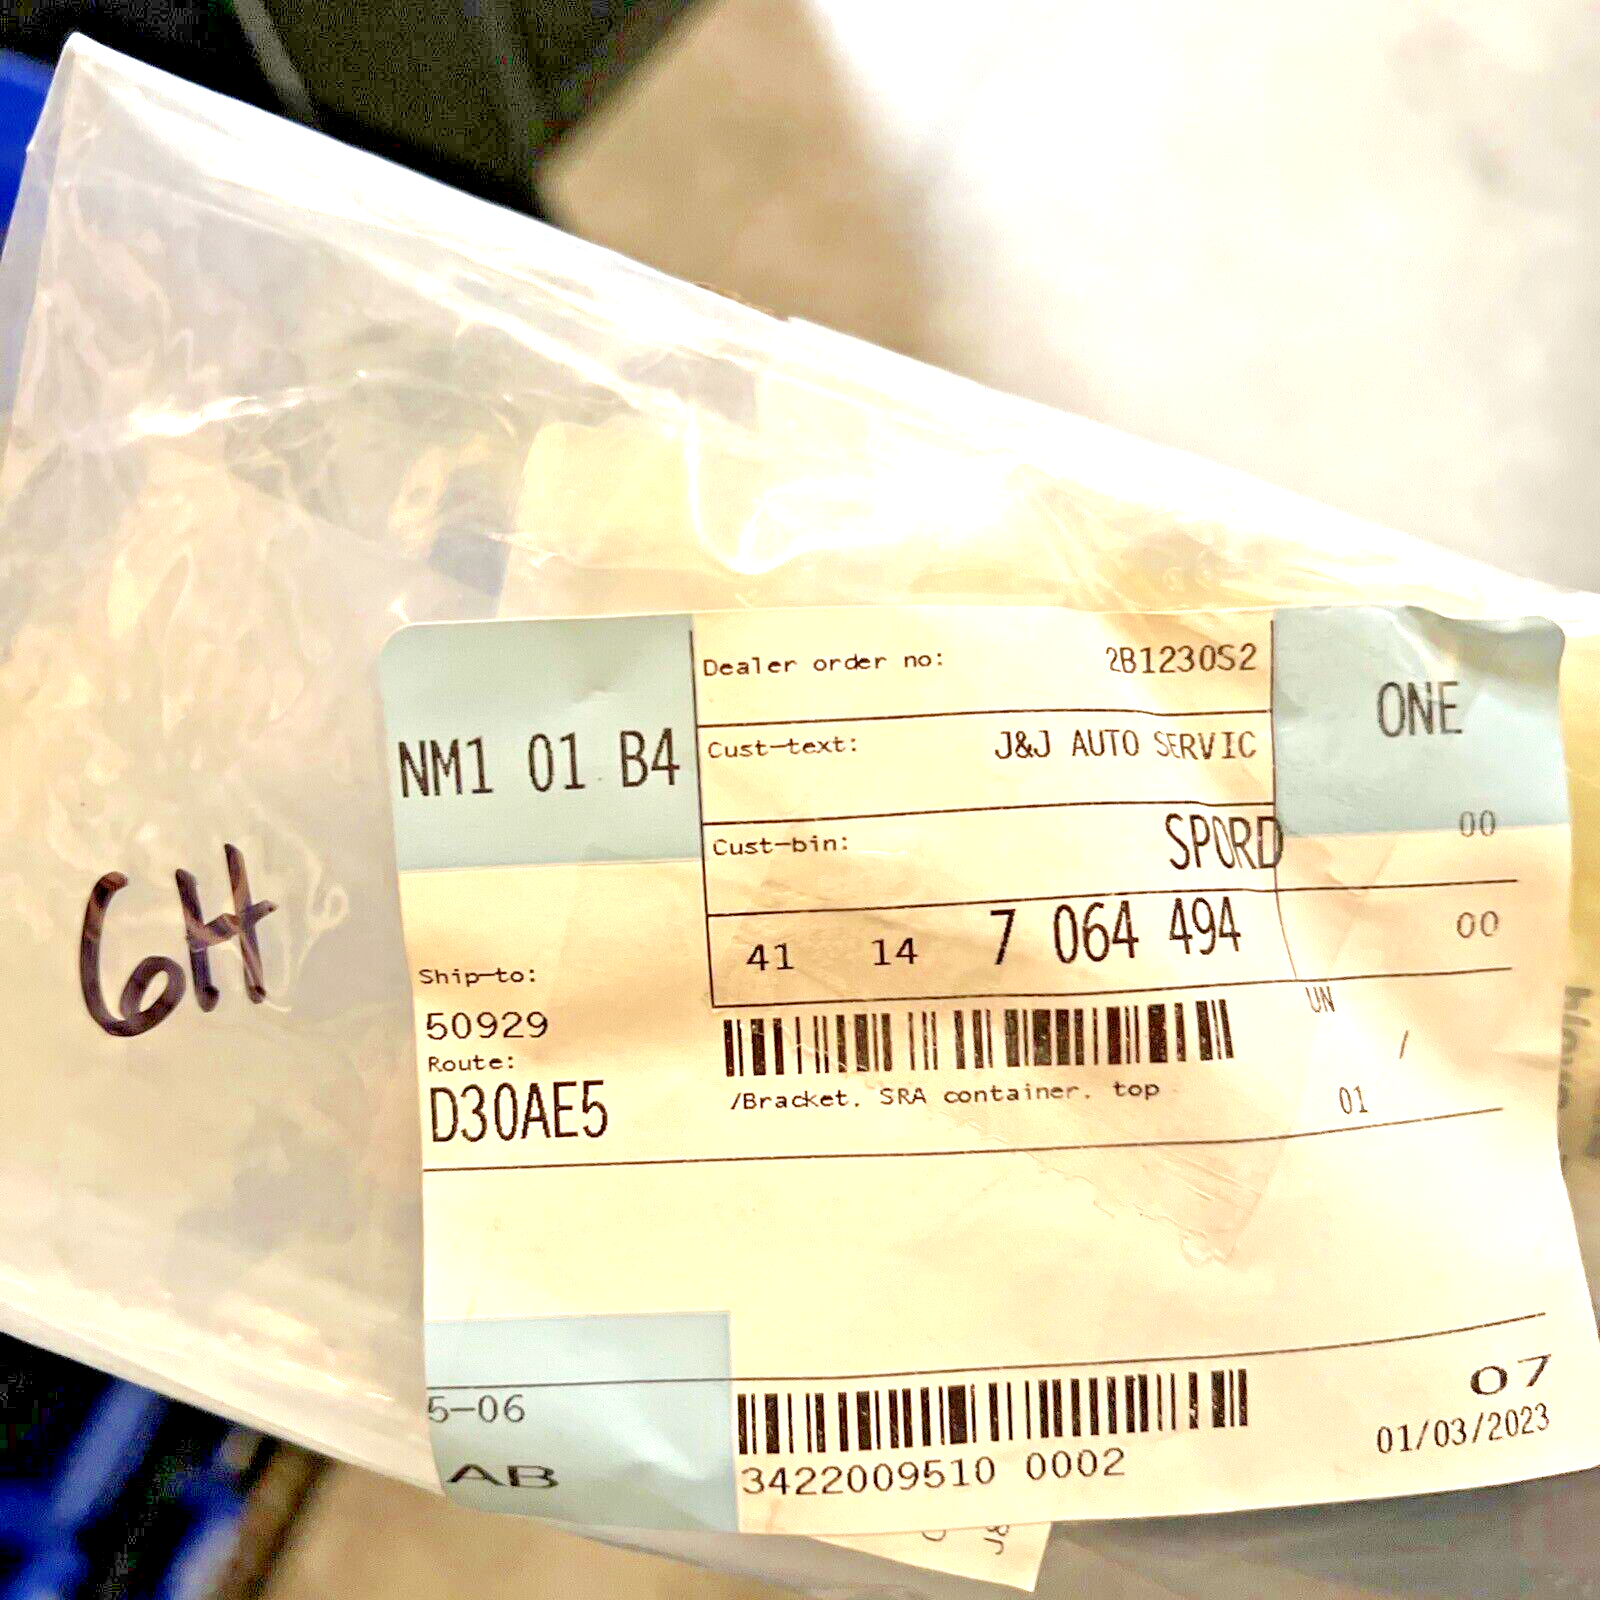 6H
NM1 01 B4
Dealer order no: 2B1230S2
ONE
Cust-text: J&J AUTO SERVIC
Cust-bin: SPORD
00
41 14 7 064 494
00
Ship-to:
50929
Route:
D30AE5
/Bracket. SRA container. top
UN
/
01
5-06
AB
3422009510 0002
07
01/03/2023